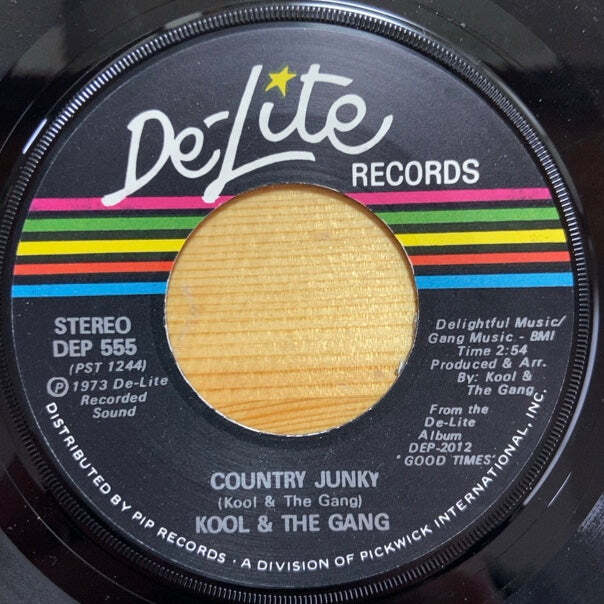 De-Lite
RECORDS
STEREO
DEP 555
(PST 1244)
Ⓟ 1973 De-Lite
Recorded
Sound
Delightful Music/
Gang Music - BMI
Time 2:54
Produced & Arr.
By: Kool &
The Gang
From the
De-Lite
Album
DEP-2012
"GOOD TIMES"
COUNTRY JUNKY
(Kool & The Gang)
KOOL & THE GANG
DISTRIBUTED BY PIP RECORDS · A DIVISION OF PICKWICK INTERNATIONAL, INC.